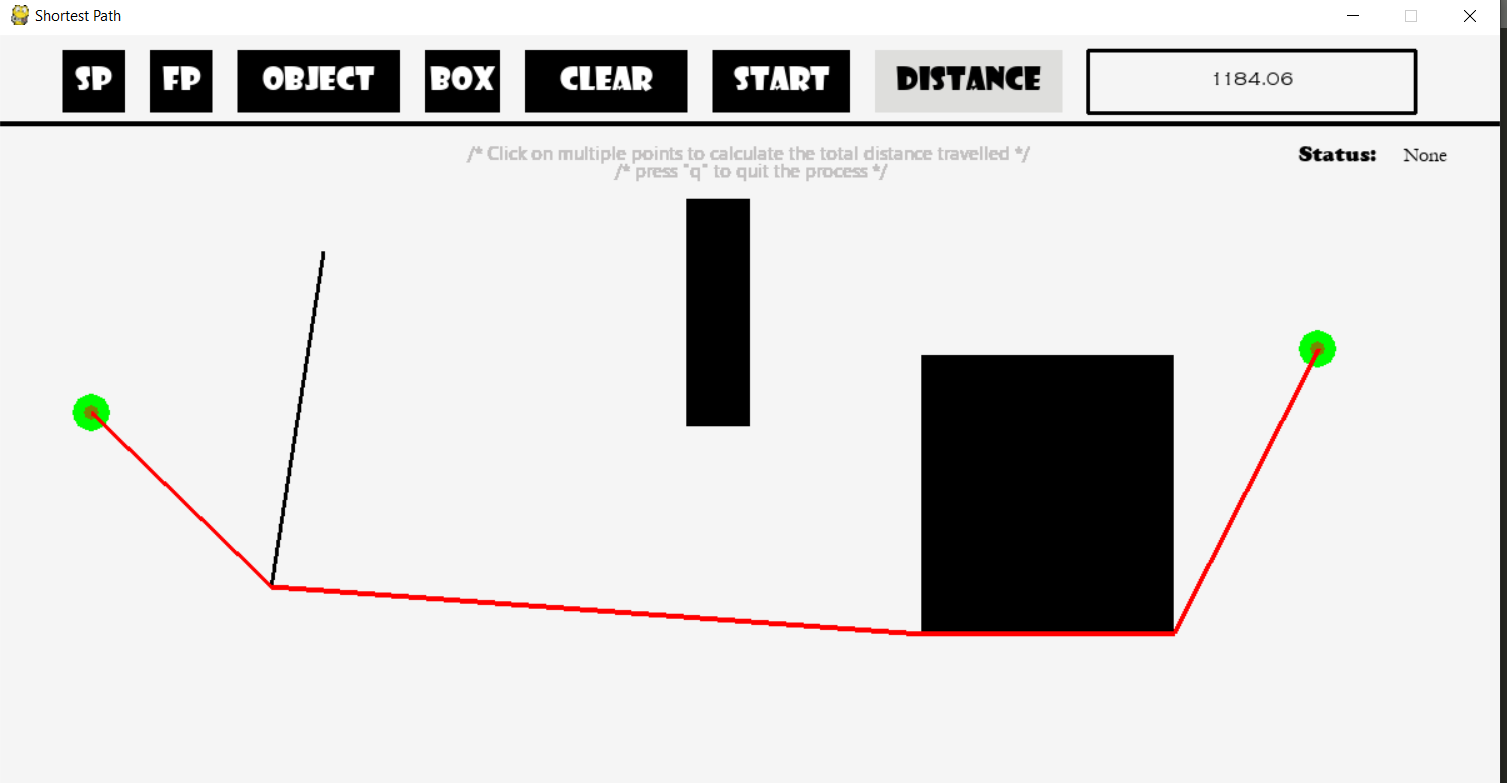 Shortest Path
SP FP OBJECT BOX CLEAR START DISTANCE 1184.06
/* Click on multiple points to calculate the total distance travelled */
/* press "q" to quit the process */
Status: None